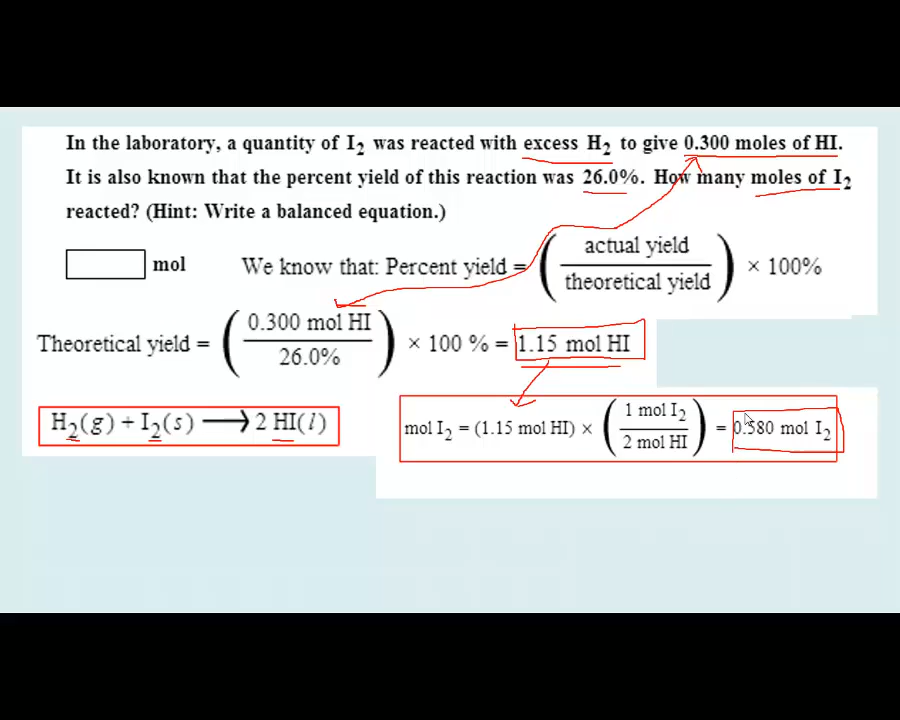 In the laboratory, a quantity of I₂ was reacted with excess H₂ to give 0.300 moles of HI.
It is also known that the percent yield of this reaction was 26.0%. How many moles of I₂
reacted? (Hint: Write a balanced equation.)
mol We know that: Percent yield = (actual yield / theoretical yield) × 100%
Theoretical yield = (0.300 mol HI / 26.0%) × 100 % = 1.15 mol HI
H₂(g) + I₂(s) ⟶ 2 HI(l)
mol I₂ = (1.15 mol HI) × (1 mol I₂ / 2 mol HI) = 0.580 mol I₂